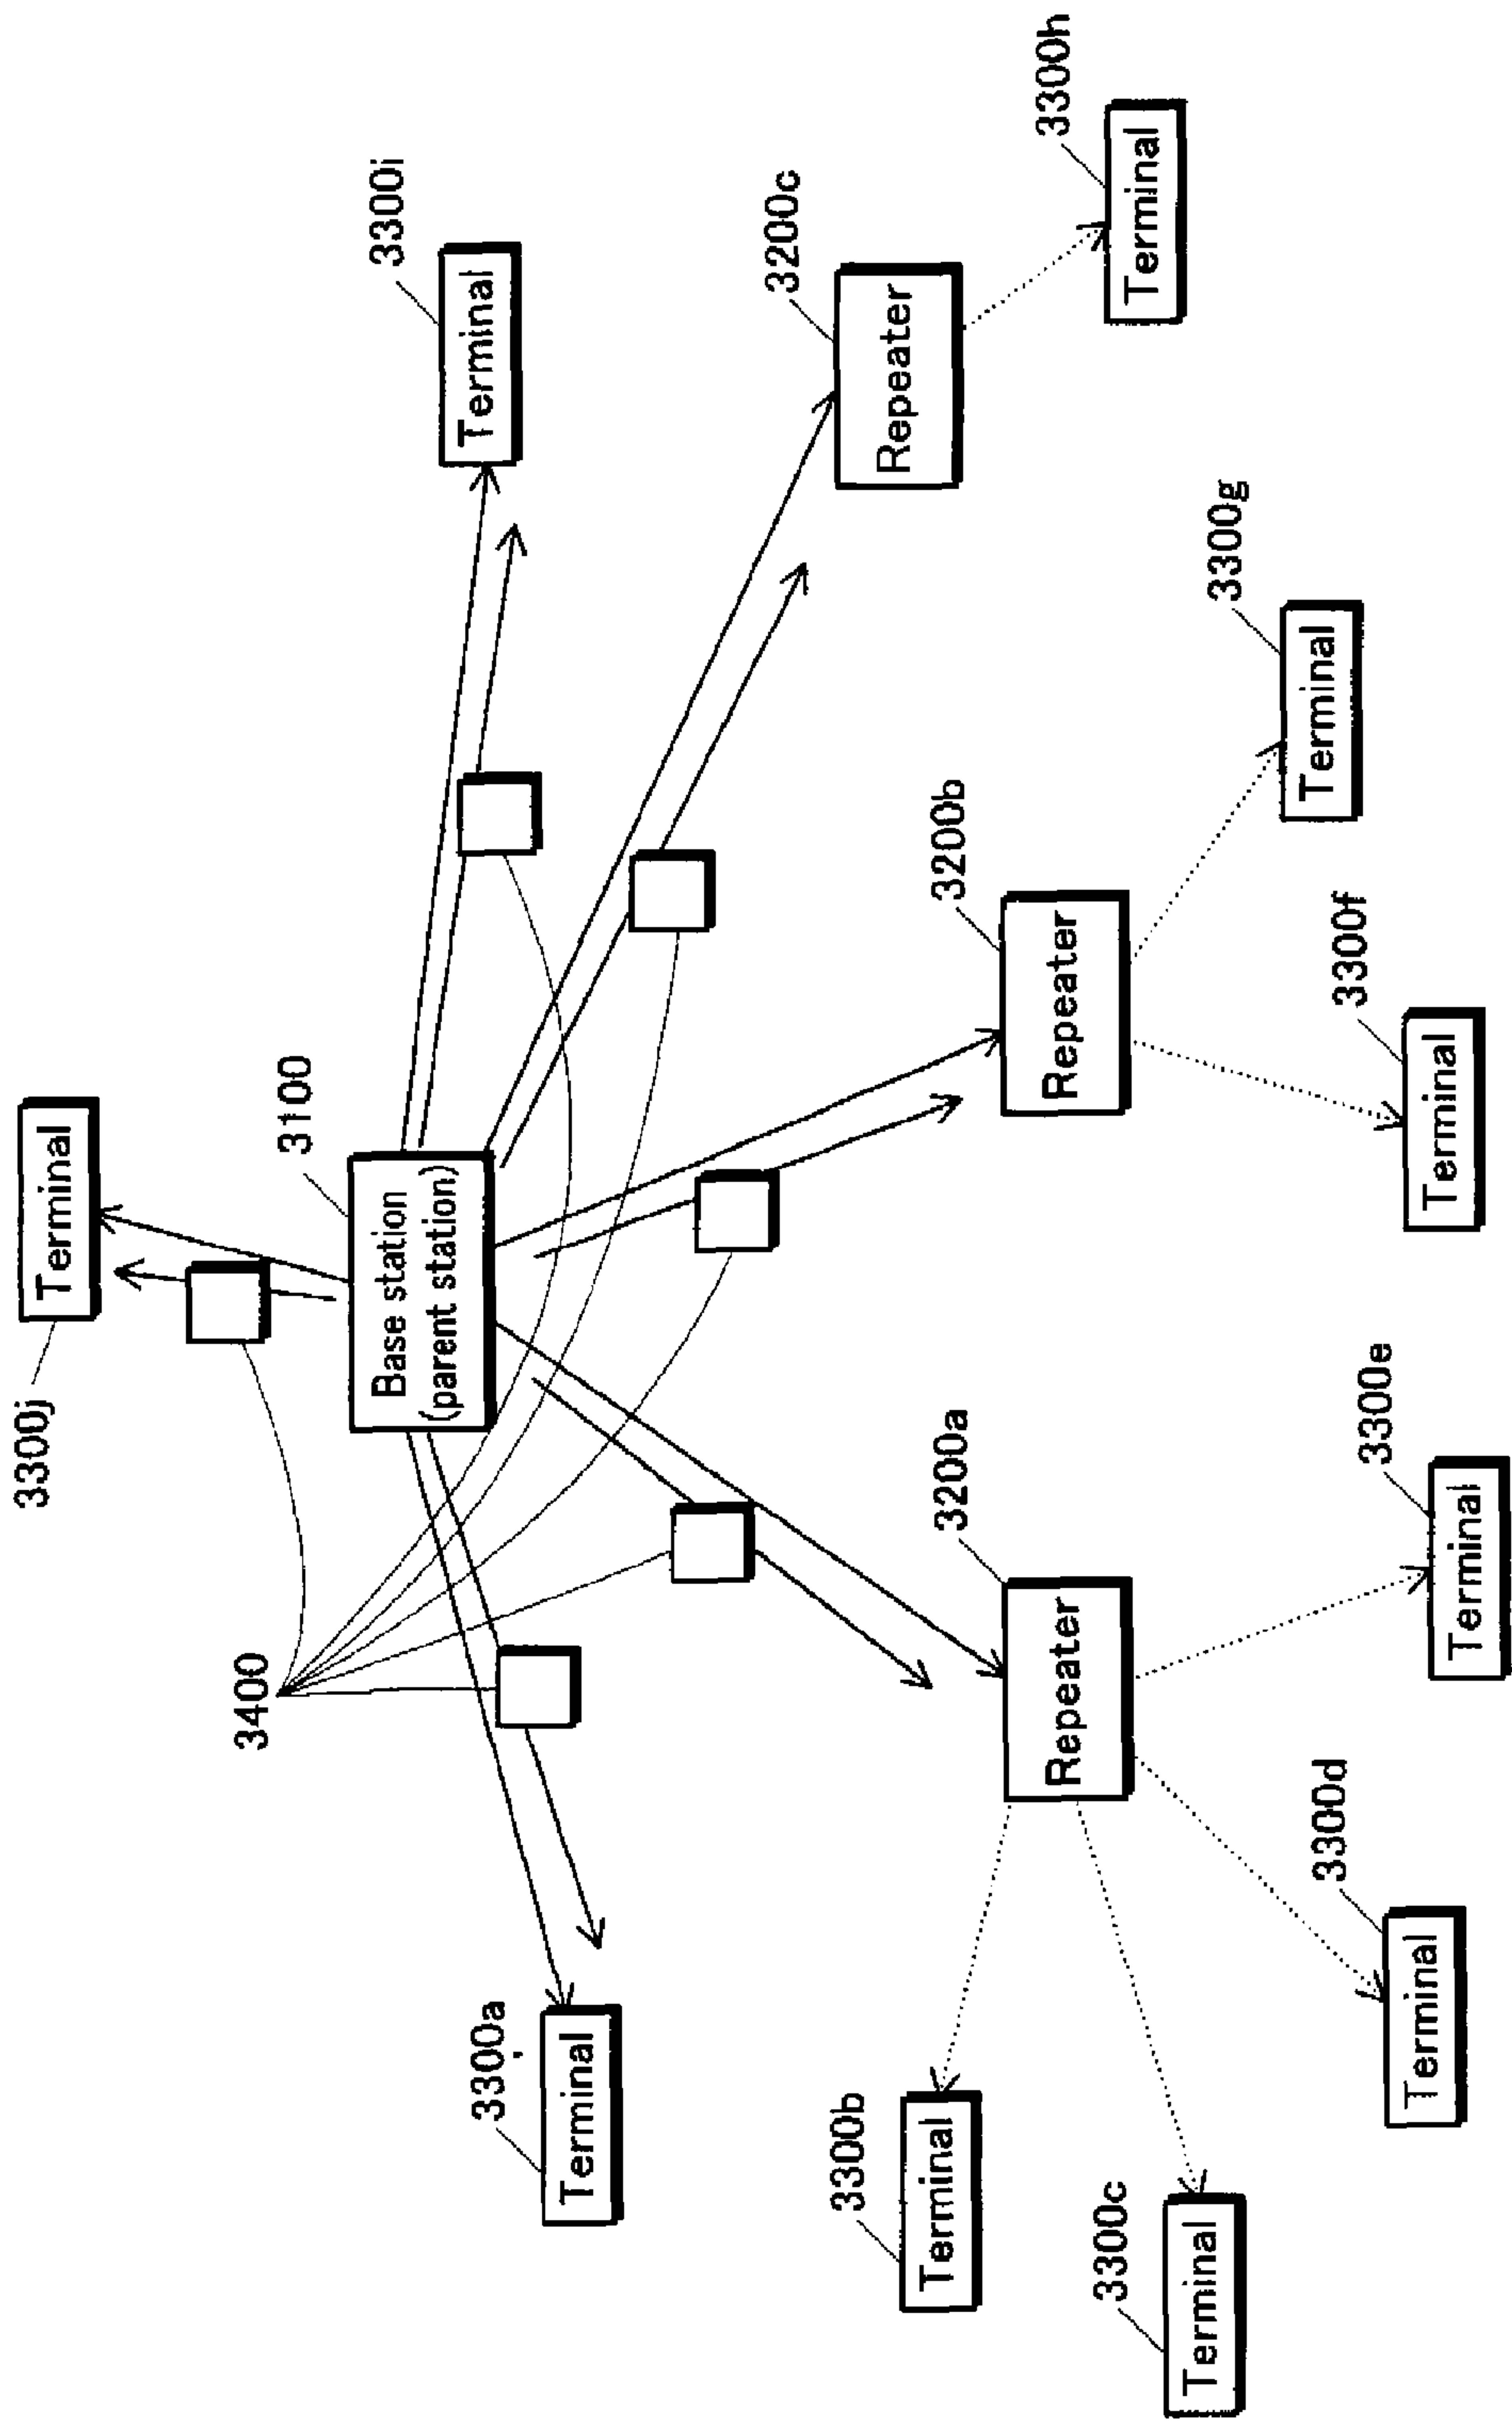 3300j
Terminal
3100
Base station
(parent station)
3400
3300i
Terminal
3300a
Terminal
3200c
Repeater
3300b
Terminal
3200a
Repeater
3200b
Repeater
3300h
Terminal
3300c
Terminal
3300g
Terminal
3300d
Terminal
3300e
Terminal
3300f
Terminal